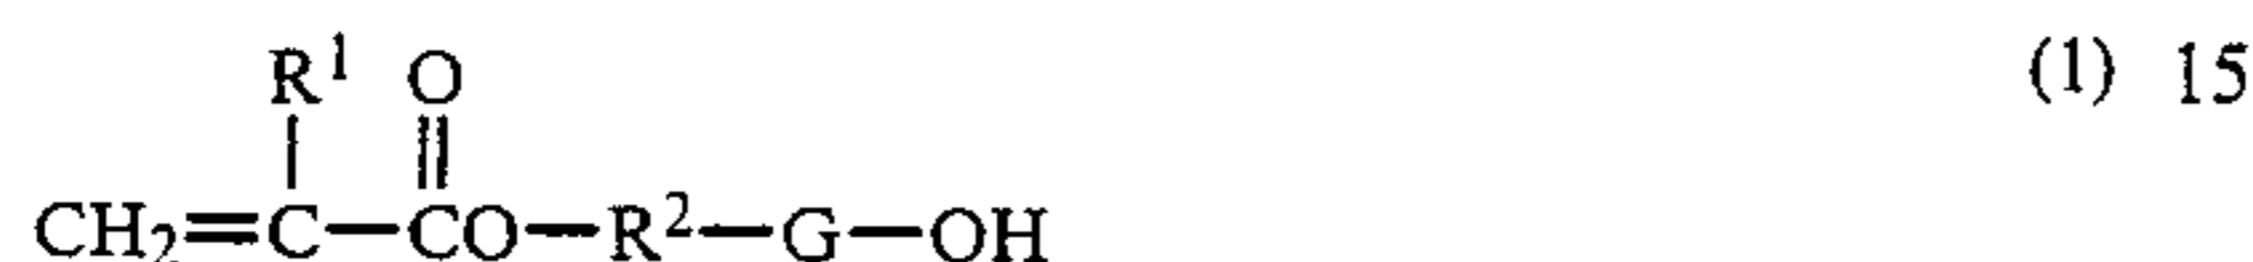 R¹ O (1) 15
CH₂=C—CO—R²—G—OH